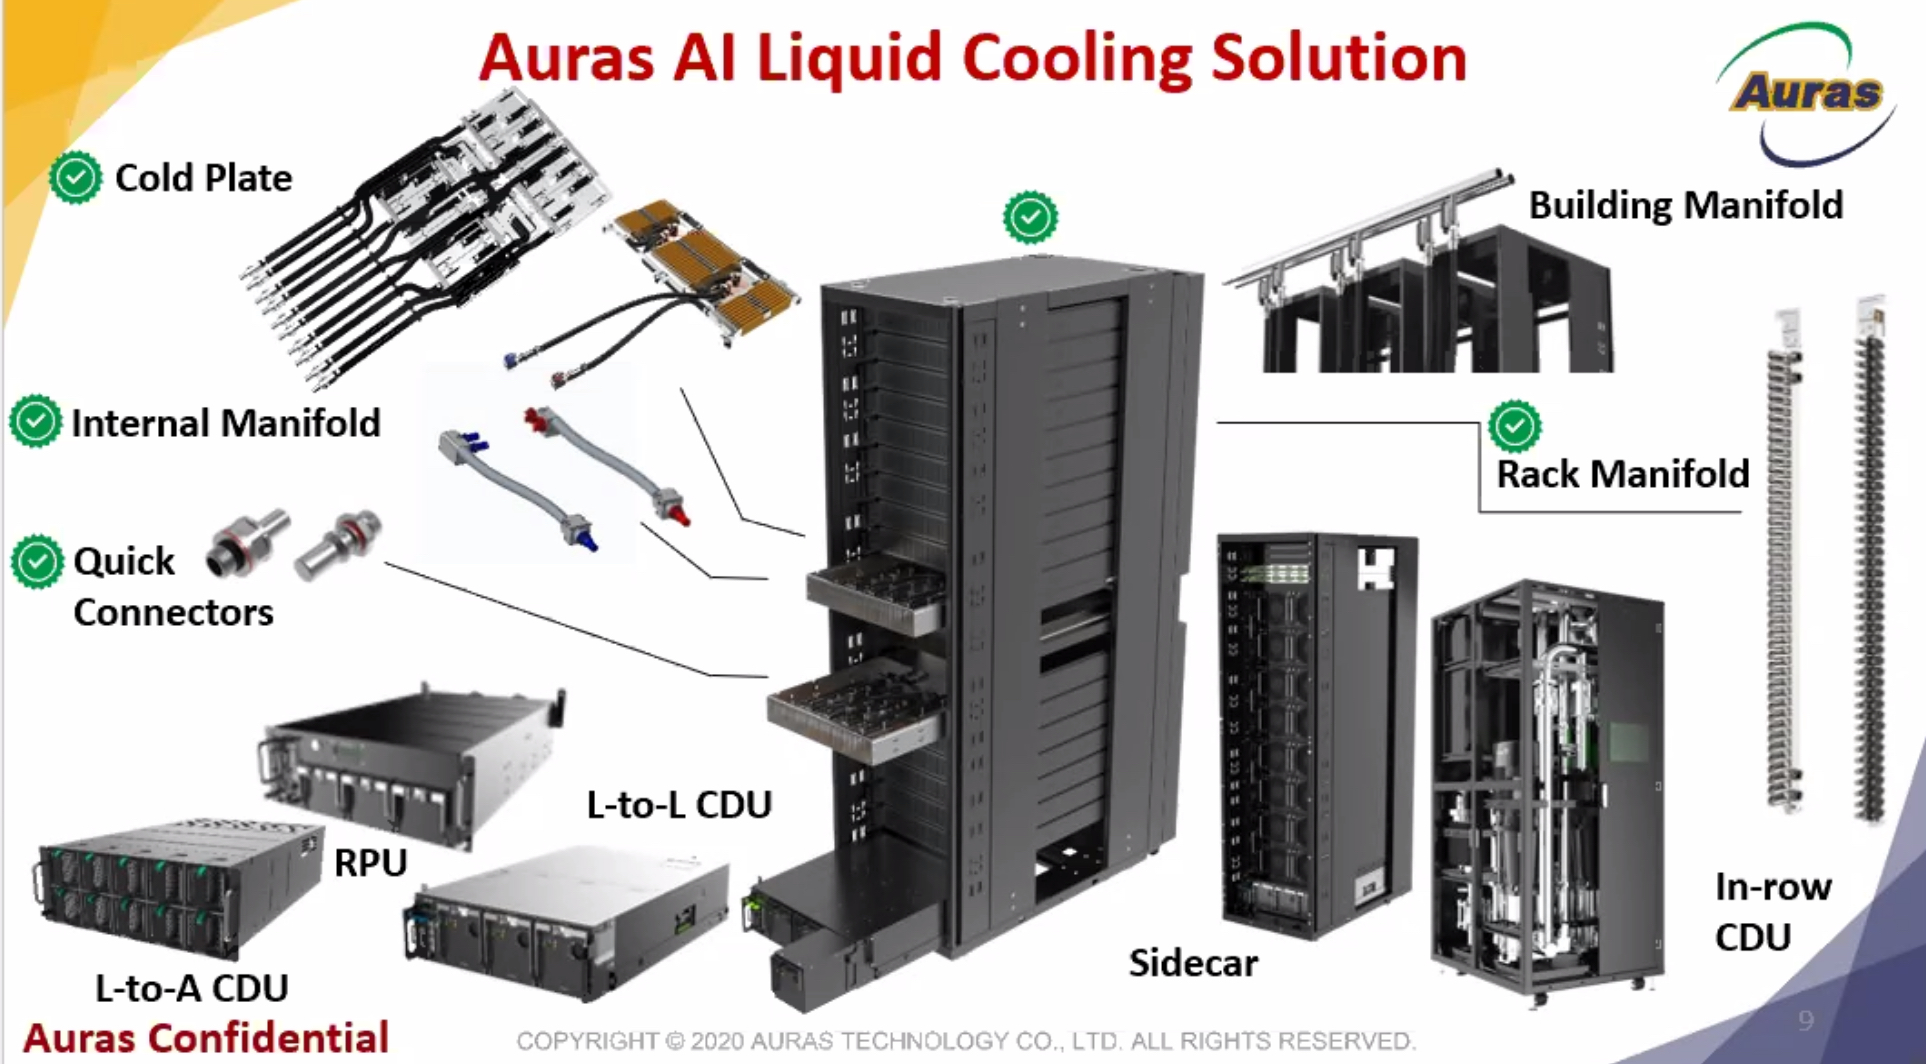 Auras AI Liquid Cooling Solution
Auras
Cold Plate
Building Manifold
Internal Manifold
Rack Manifold
Quick
Connectors
L-to-L CDU
RPU
In-row
CDU
Sidecar
L-to-A CDU
Auras Confidential
COPYRIGHT © 2020 AURAS TECHNOLOGY CO., LTD. ALL RIGHTS RESERVED.
9